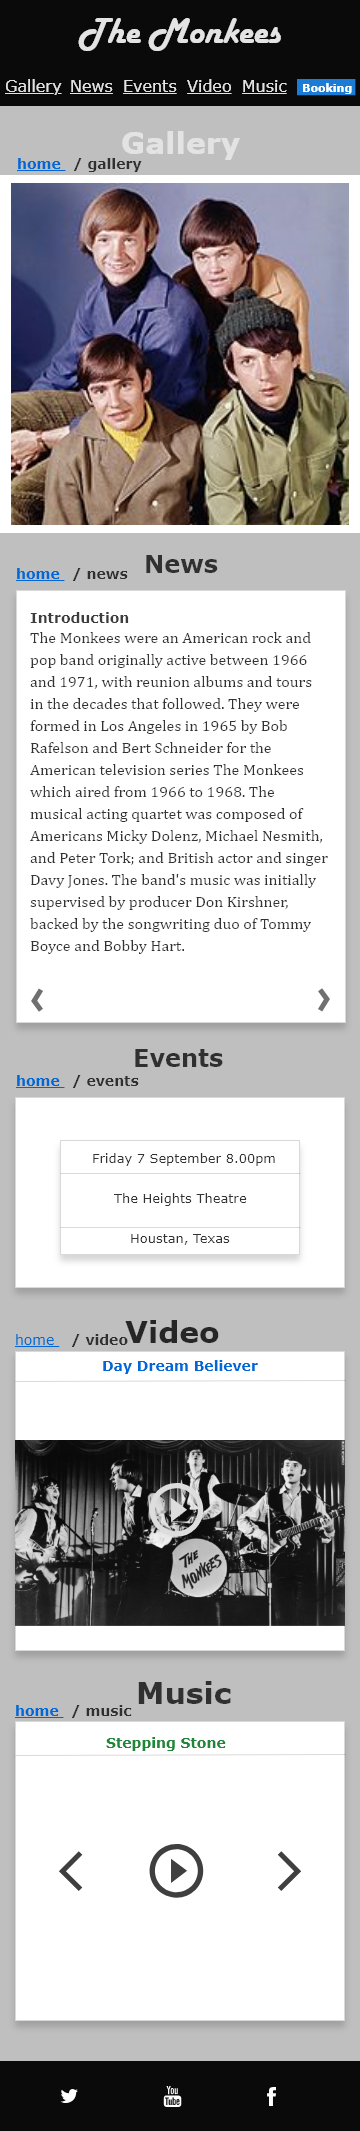 The Monkees
Gallery News Events Video Music Booking
Gallery
home / gallery
News
home / news
Introduction
The Monkees were an American rock and
pop band originally active between 1966
and 1971, with reunion albums and tours
in the decades that followed. They were
formed in Los Angeles in 1965 by Bob
Rafelson and Bert Schneider for the
American television series The Monkees
which aired from 1966 to 1968. The
musical acting quartet was composed of
Americans Micky Dolenz, Michael Nesmith,
and Peter Tork; and British actor and singer
Davy Jones. The band's music was initially
supervised by producer Don Kirshner,
backed by the songwriting duo of Tommy
Boyce and Bobby Hart.
Events
home / events
Friday 7 September 8.00pm
The Heights Theatre
Houstan, Texas
Video
home / video
Day Dream Believer
THE
MONKEES
Music
home / music
Stepping Stone
You
Tube